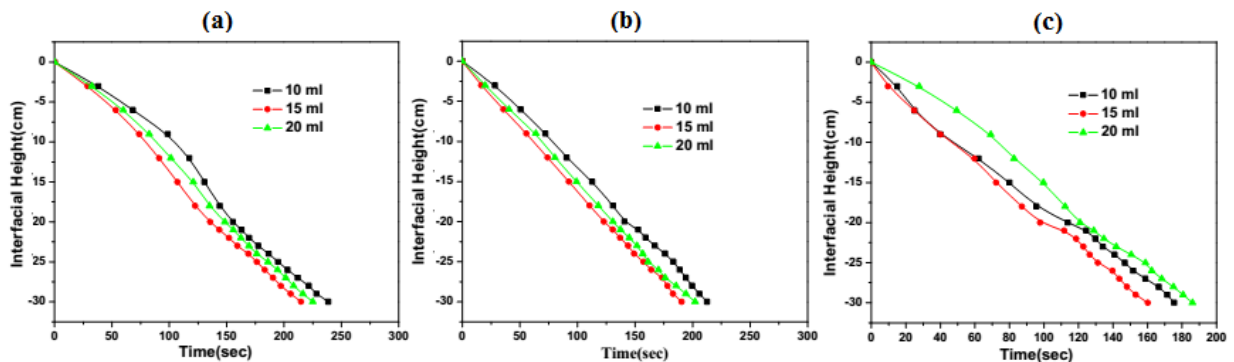 (a)
Interfacial Height(cm)
0
-5
-10
-15
-20
-25
-30
0 50 100 150 200 250 300
Time(sec)
10 ml
15 ml
20 ml
(b)
Interfacial Height(cm)
0
-5
-10
-15
-20
-25
-30
0 50 100 150 200 250 300
Time(sec)
10 ml
15 ml
20 ml
(c)
Interfacial Height(cm)
0
-5
-10
-15
-20
-25
-30
0 20 40 60 80 100 120 140 160 180 200
Time(sec)
10 ml
15 ml
20 ml